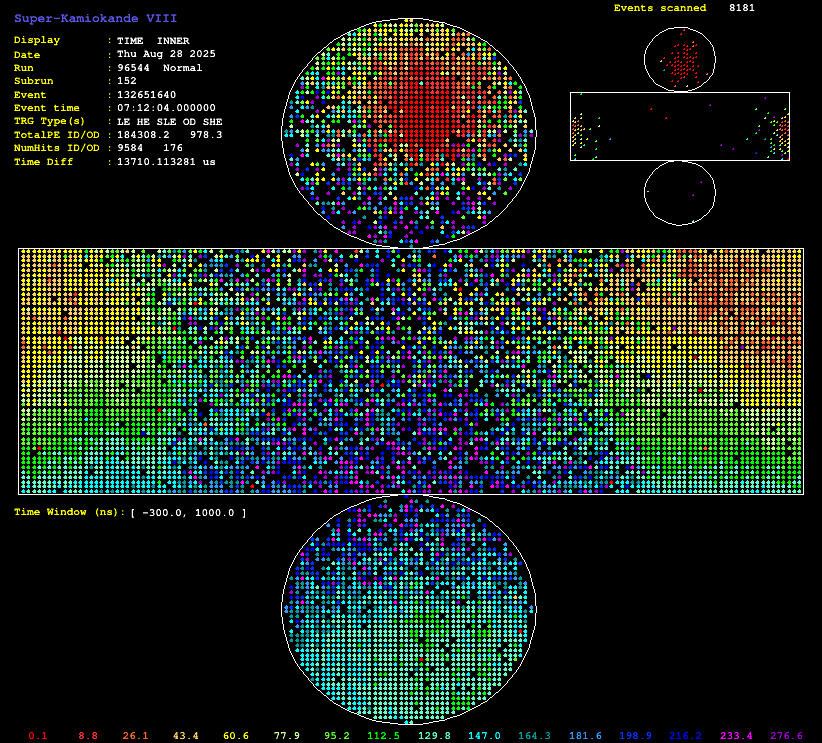 Super-Kamiokande VIII
Events scanned 8181
Display : TIME INNER
Date : Thu Aug 28 2025
Run : 96544 Normal
Subrun : 152
Event : 132651640
Event time : 07:12:04.000000
TRG Type(s) : LE HE SLE OD SHE
TotalPE ID/OD : 184308.2 978.3
NumHits ID/OD : 9584 176
Time Diff : 13710.113281 us
Time Window (ns): [ -300.0, 1000.0 ]
0.1 8.8 26.1 43.4 60.6 77.9 95.2 112.5 129.8 147.0 164.3 181.6 198.9 216.2 233.4 276.6